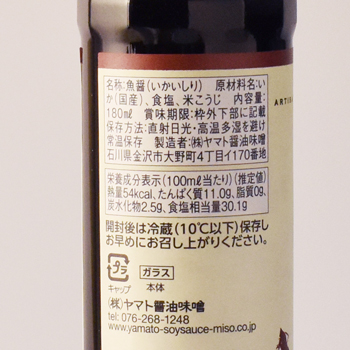 名称:魚醤(いかいしり) 原材料名:い
か(国産)、食塩、米こうじ 内容量:
180㎖ 賞味期限:枠外下部に記載
保存方法:直射日光・高温多湿を避け
常温保存 製造者:㈱ヤマト醤油味噌
石川県金沢市大野町4丁目イ170番地
栄養成分表示(100㎖当たり)(推定値)
熱量54kcal、たんぱく質11.0g、脂質0g、
炭水化物2.5g、食塩相当量30.1g
開封後は冷蔵(10℃以下)保存し
お早めにお召し上がりください。
プラ
キャップ
ガラス
本体
㈱ヤマト醤油味噌
tel:076-268-1248
www.yamato-soysauce-miso.co.jp